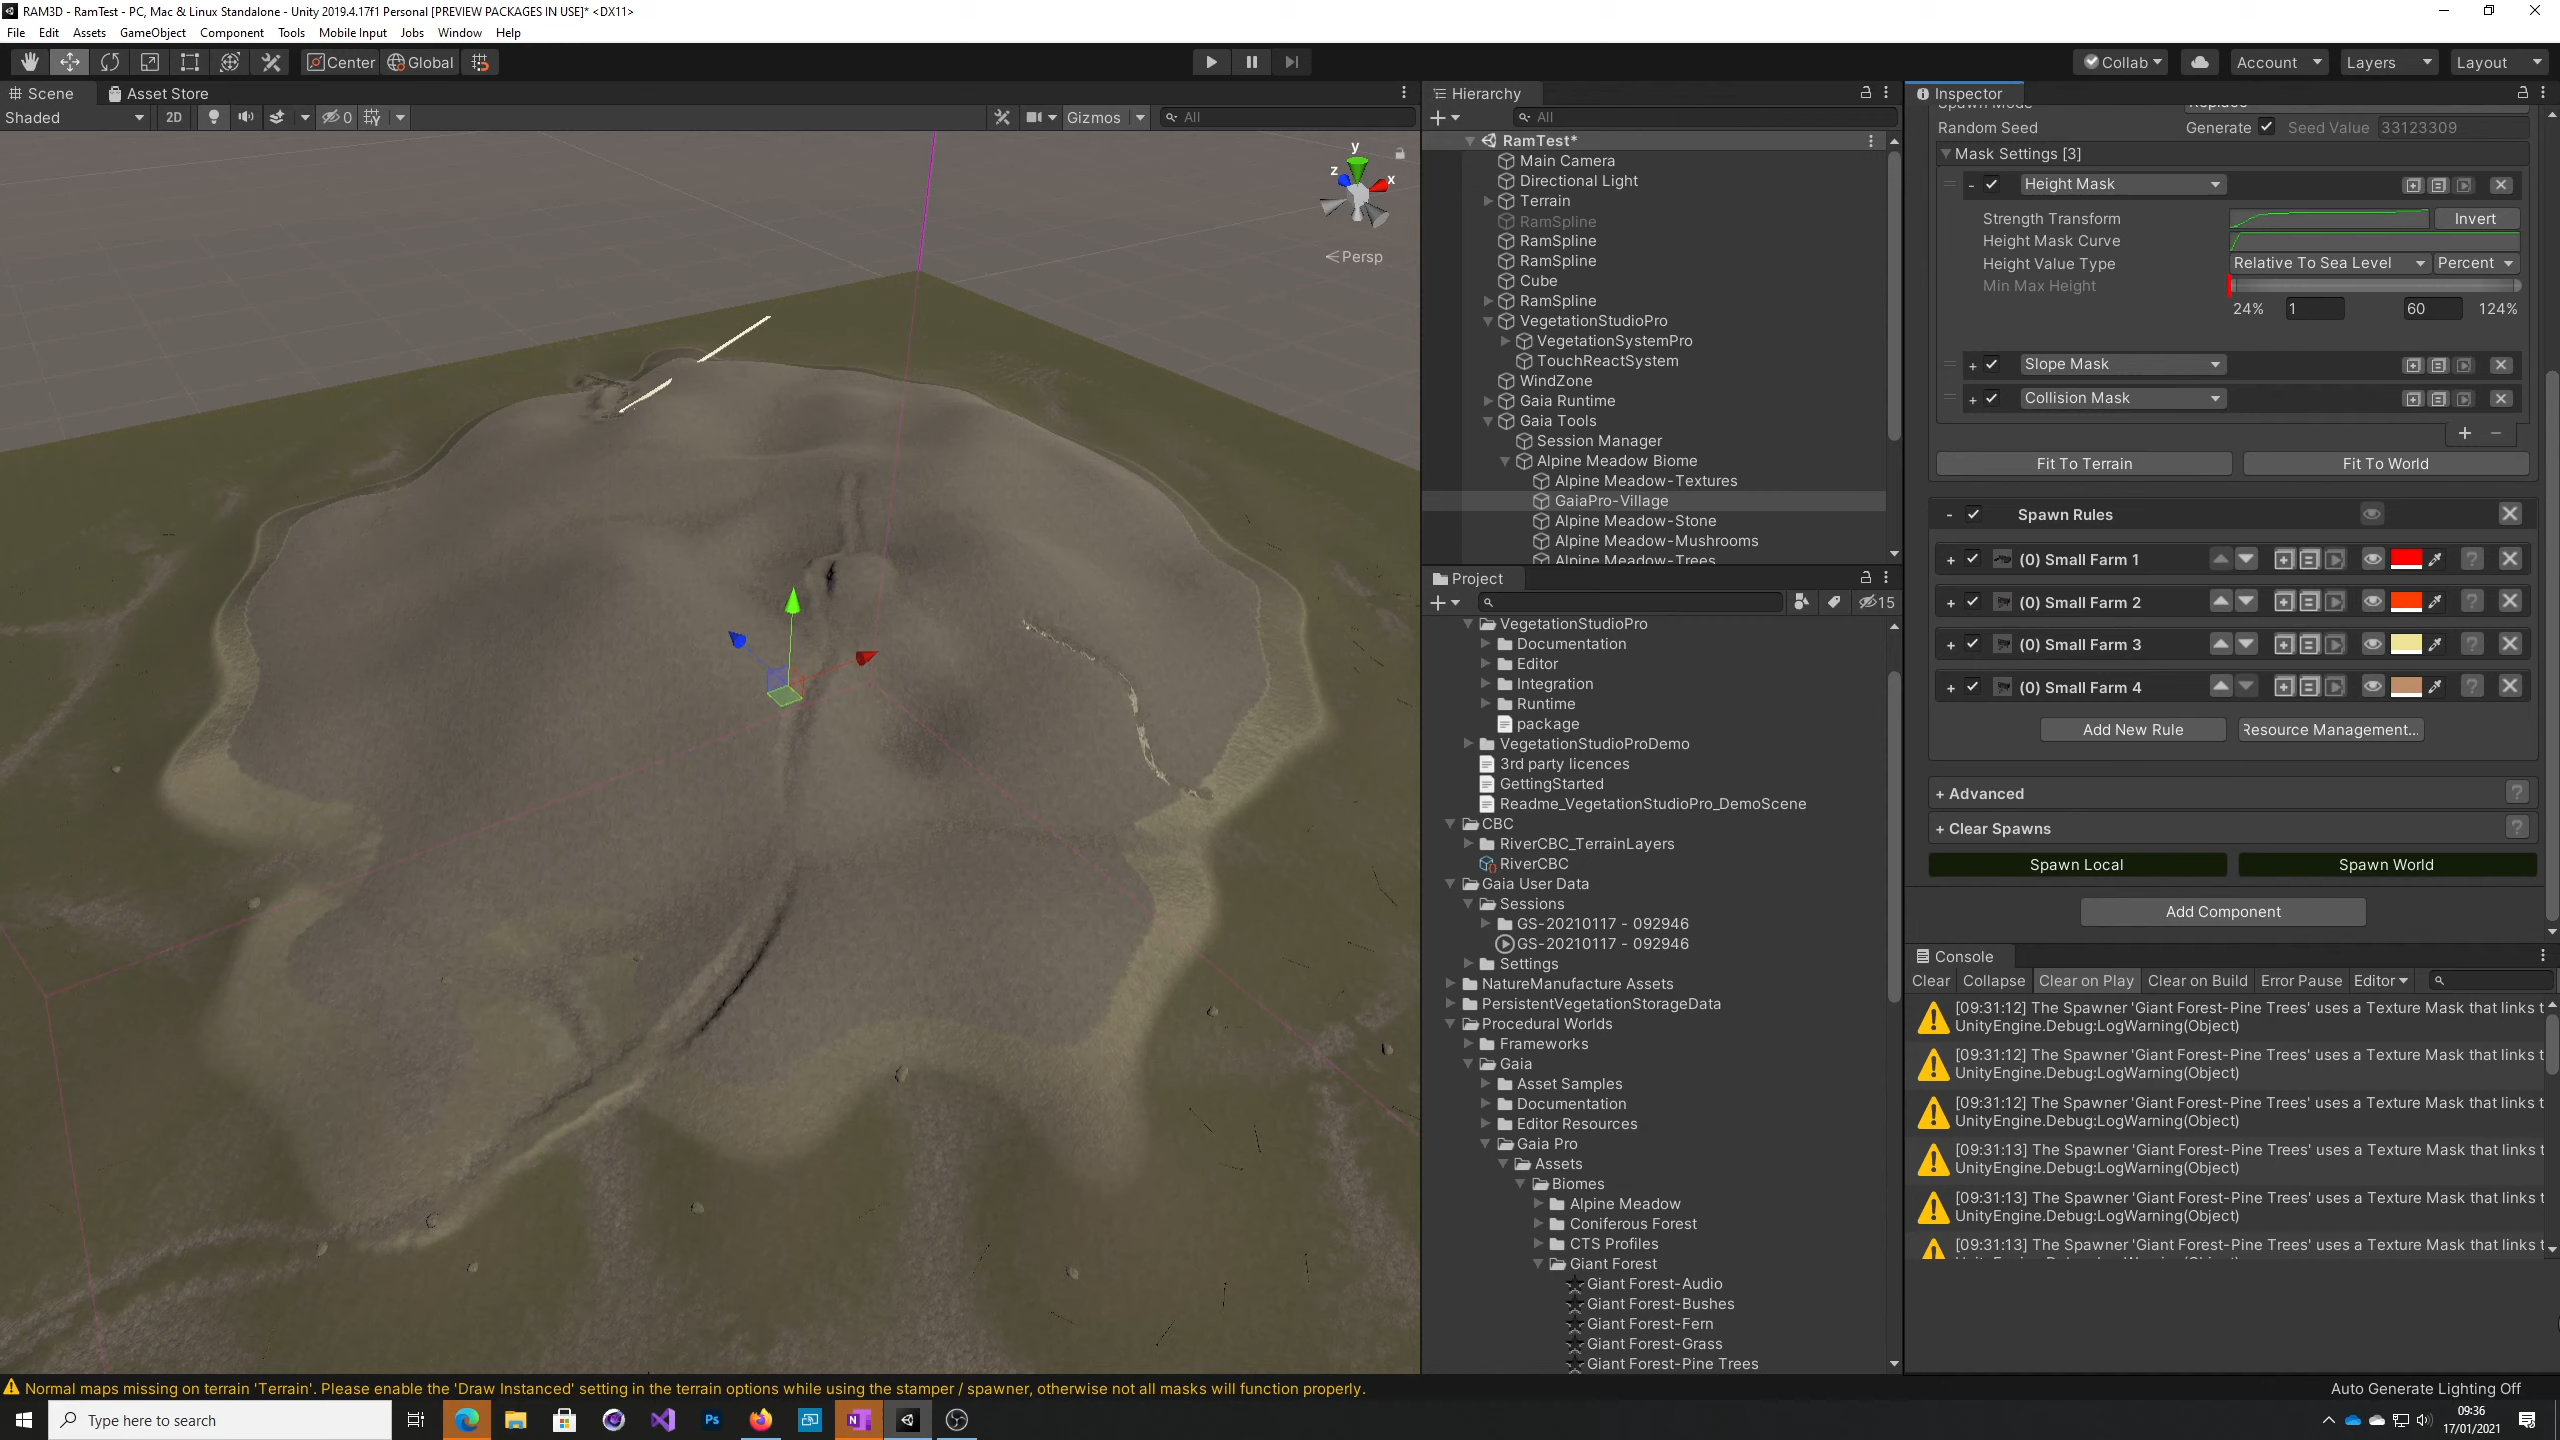 RAM3D - RamTest - PC, Mac & Linux Standalone - Unity 2019.4.17f1 Personal [PREVIEW PACKAGES IN USE]* <DX11>
File Edit Assets GameObject Component Tools Mobile Input Jobs Window Help
Center Global Collab Account Layers Layout
Scene Asset Store
Shaded 2D 0 Gizmos All
y
z
x
Persp
Hierarchy
All
RamTest*
Main Camera
Directional Light
Terrain
RamSpline
RamSpline
RamSpline
Cube
RamSpline
VegetationStudioPro
VegetationSystemPro
TouchReactSystem
WindZone
Gaia Runtime
Gaia Tools
Session Manager
Alpine Meadow Biome
Alpine Meadow-Textures
GaiaPro-Village
Alpine Meadow-Stone
Alpine Meadow-Mushrooms
Alpine Meadow-Trees
Project
15
VegetationStudioPro
Documentation
Editor
Integration
Runtime
package
VegetationStudioProDemo
3rd party licences
GettingStarted
Readme_VegetationStudioPro_DemoScene
CBC
RiverCBC_TerrainLayers
RiverCBC
Gaia User Data
Sessions
GS-20210117 - 092946
GS-20210117 - 092946
Settings
NatureManufacture Assets
PersistentVegetationStorageData
Procedural Worlds
Frameworks
Gaia
Asset Samples
Documentation
Editor Resources
Gaia Pro
Assets
Biomes
Alpine Meadow
Coniferous Forest
CTS Profiles
Giant Forest
Giant Forest-Audio
Giant Forest-Bushes
Giant Forest-Fern
Giant Forest-Grass
Giant Forest-Pine Trees
Inspector
Spawn Mode Replace
Random Seed Generate Seed Value 33123309
Mask Settings [3]
Height Mask
Strength Transform Invert
Height Mask Curve
Height Value Type Relative To Sea Level Percent
Min Max Height
24% 1 60 124%
Slope Mask
Collision Mask
Fit To Terrain Fit To World
- Spawn Rules
+ (0) Small Farm 1 ?
+ (0) Small Farm 2 ?
+ (0) Small Farm 3 ?
+ (0) Small Farm 4 ?
Add New Rule Resource Management...
+ Advanced ?
+ Clear Spawns ?
Spawn Local Spawn World
Add Component
Console
Clear Collapse Clear on Play Clear on Build Error Pause Editor
[09:31:12] The Spawner 'Giant Forest-Pine Trees' uses a Texture Mask that links t
UnityEngine.Debug:LogWarning(Object)
[09:31:12] The Spawner 'Giant Forest-Pine Trees' uses a Texture Mask that links t
UnityEngine.Debug:LogWarning(Object)
[09:31:12] The Spawner 'Giant Forest-Pine Trees' uses a Texture Mask that links t
UnityEngine.Debug:LogWarning(Object)
[09:31:13] The Spawner 'Giant Forest-Pine Trees' uses a Texture Mask that links t
UnityEngine.Debug:LogWarning(Object)
[09:31:13] The Spawner 'Giant Forest-Pine Trees' uses a Texture Mask that links t
UnityEngine.Debug:LogWarning(Object)
[09:31:13] The Spawner 'Giant Forest-Pine Trees' uses a Texture Mask that links t
Normal maps missing on terrain 'Terrain'. Please enable the 'Draw Instanced' setting in the terrain options while using the stamper / spawner, otherwise not all masks will function properly.
Auto Generate Lighting Off
Type here to search
Ps
09:36
17/01/2021